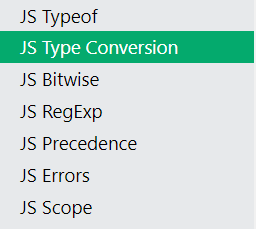 JS Typeof
JS Type Conversion
JS Bitwise
JS RegExp
JS Precedence
JS Errors
JS Scope